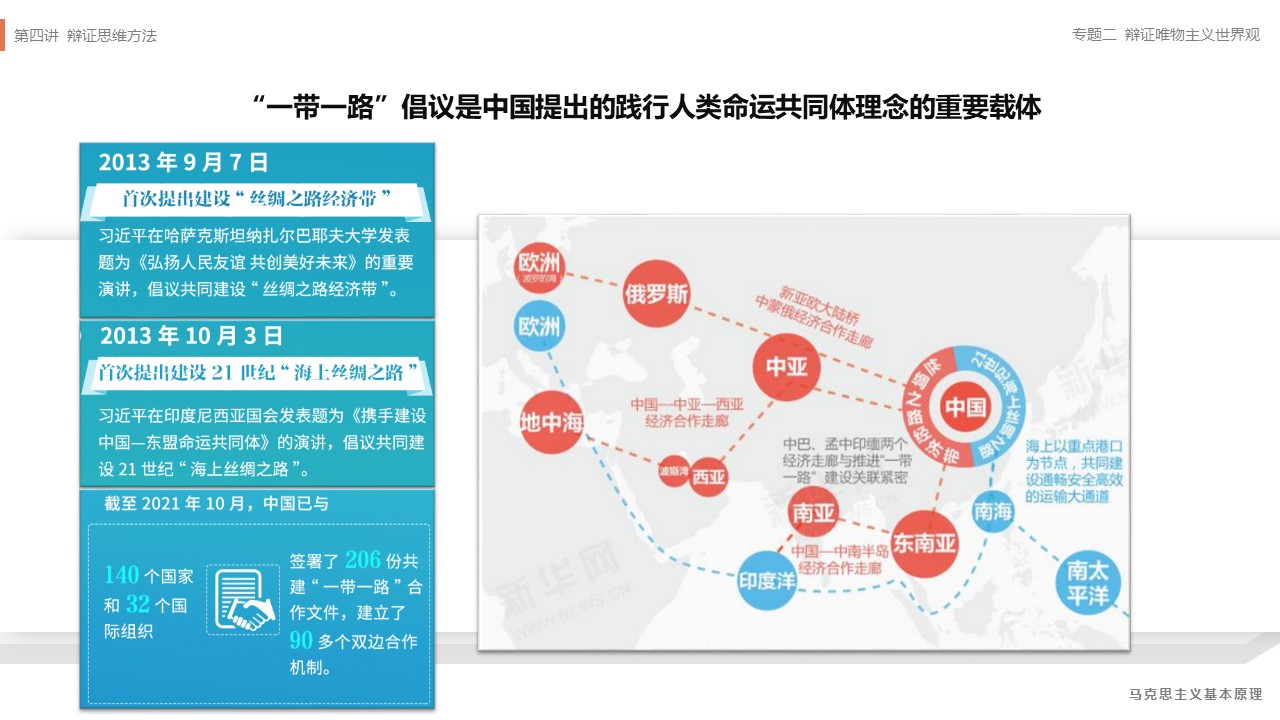 第四讲 辩证思维方法
专题二 辩证唯物主义世界观
“一带一路”倡议是中国提出的践行人类命运共同体理念的重要载体
2013 年 9 月 7 日
首次提出建设“丝绸之路经济带”
习近平在哈萨克斯坦纳扎尔巴耶夫大学发表
题为《弘扬人民友谊 共创美好未来》的重要
演讲，倡议共同建设“丝绸之路经济带”。
2013 年 10 月 3 日
首次提出建设 21 世纪“海上丝绸之路”
习近平在印度尼西亚国会发表题为《携手建设
中国—东盟命运共同体》的演讲，倡议共同建
设 21 世纪“海上丝绸之路”。
截至 2021 年 10 月，中国已与
140 个国家
和 32 个国
际组织
签署了 206 份共
建“一带一路”合
作文件，建立了
90 多个双边合作
机制。
欧洲
（波罗的海）
俄罗斯
欧洲
新亚欧大陆桥
中蒙俄经济合作走廊
中亚
丝绸之路经济带
21世纪海上丝绸之路
中国
地中海
中国—中亚—西亚
经济合作走廊
波斯湾
西亚
中巴、孟中印缅两个
经济走廊与推进“一带
一路”建设关联紧密
海上以重点港口
为节点，共同建
设通畅安全高效
的运输大通道
南亚
南海
东南亚
中国—中南半岛
经济合作走廊
印度洋
南太
平洋
新华网
WWW.NEWS.CN
马克思主义基本原理